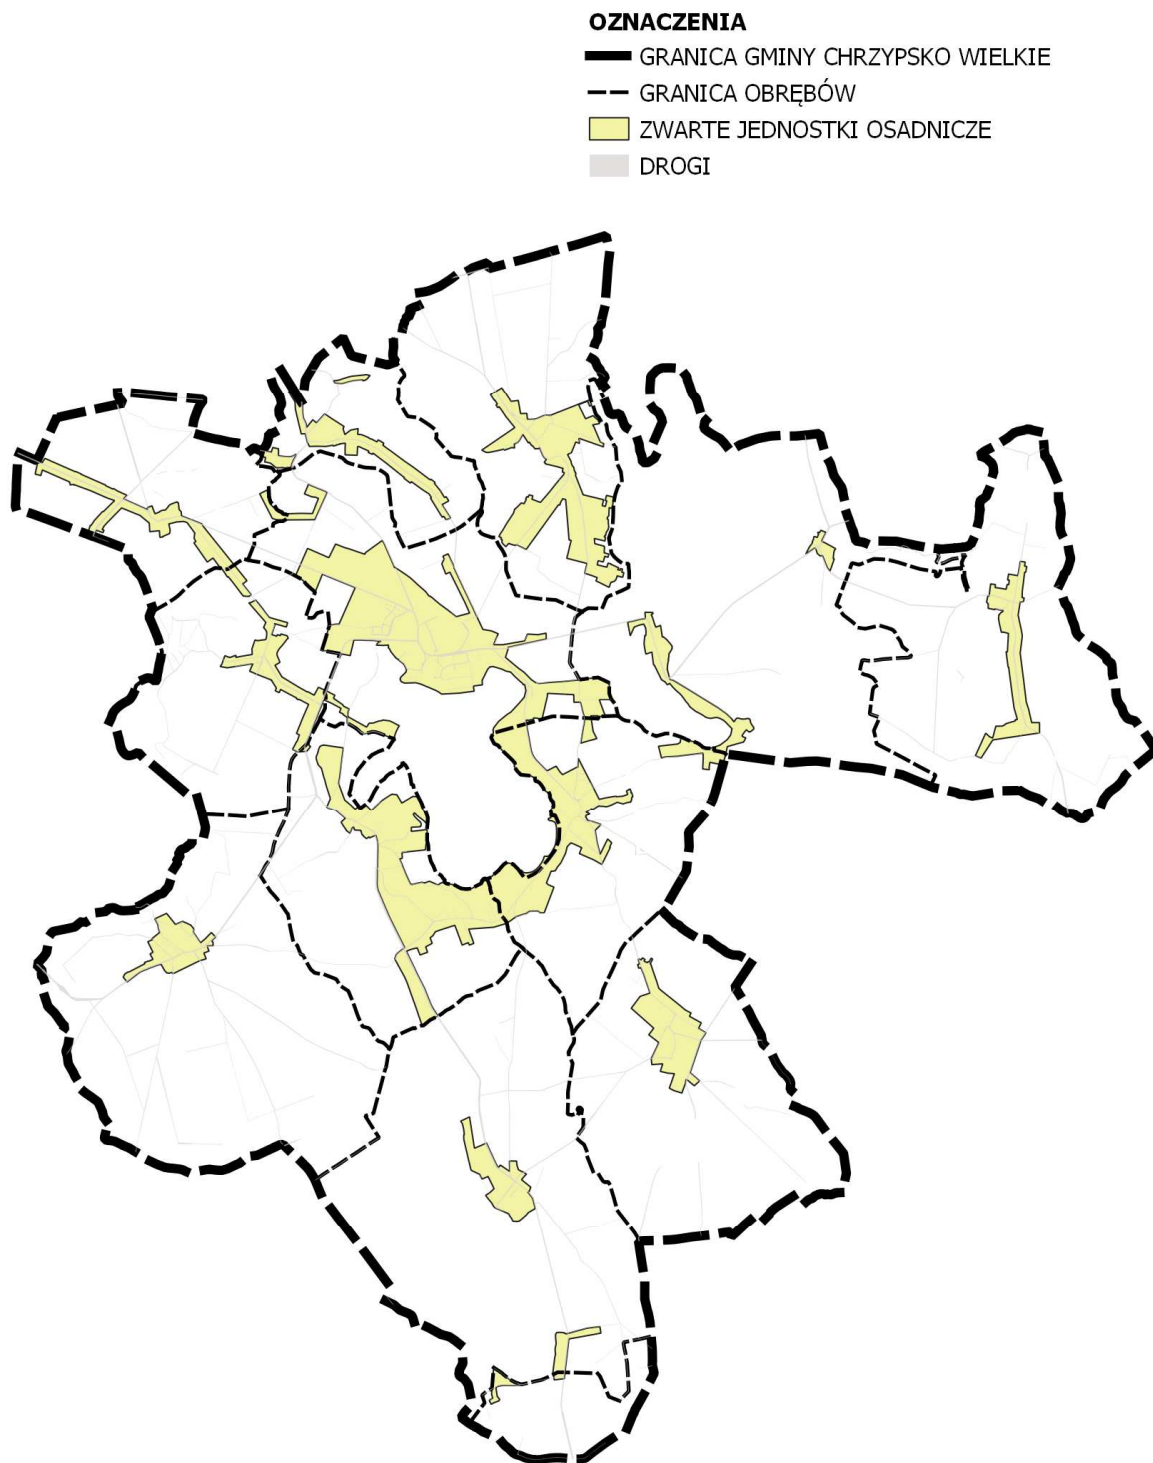 OZNACZENIA
GRANICA GMINY CHRZYPSKO WIELKIE
GRANICA OBRĘBÓW
ZWARTE JEDNOSTKI OSADNICZE
DROGI